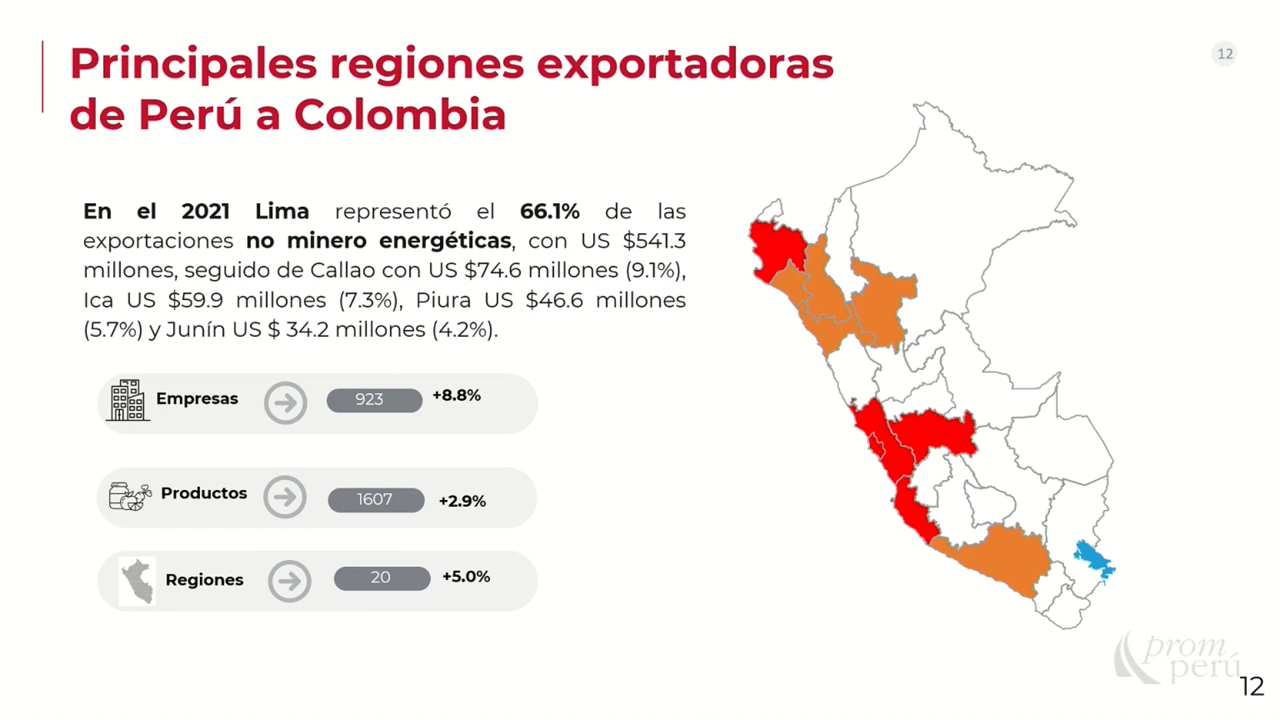 Principales regiones exportadoras
de Perú a Colombia
12
En el 2021 Lima representó el 66.1% de las
exportaciones no minero energéticas, con US $541.3
millones, seguido de Callao con US $74.6 millones (9.1%),
Ica US $59.9 millones (7.3%), Piura US $46.6 millones
(5.7%) y Junín US $ 34.2 millones (4.2%).
Empresas 923 +8.8%
Productos 1607 +2.9%
Regiones 20 +5.0%
prom
perú
12